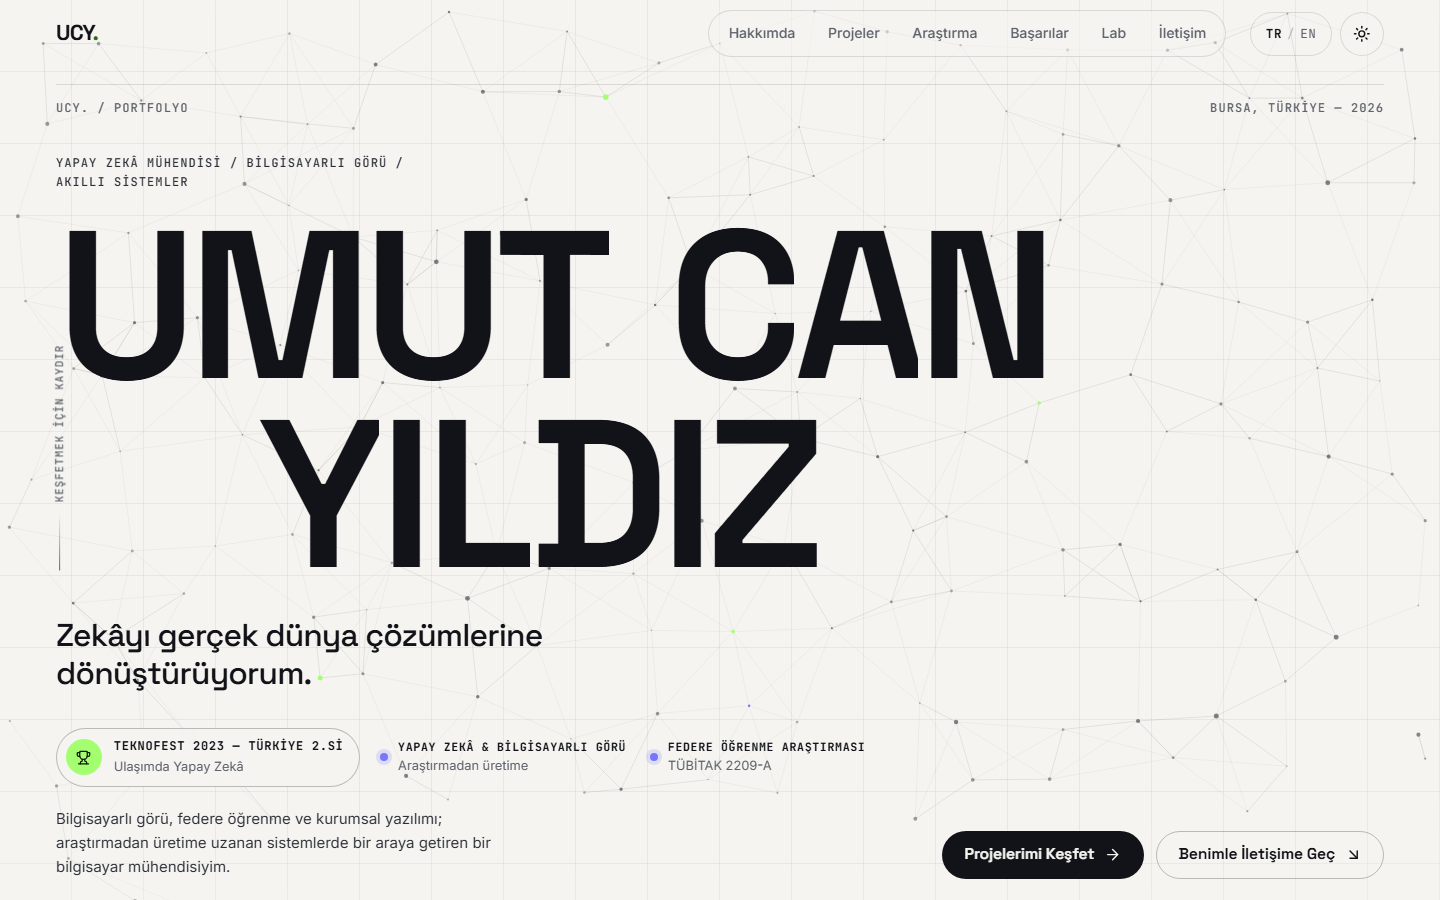 UCY.
Hakkımda Projeler Araştırma Başarılar Lab İletişim
TR / EN
UCY. / PORTFOLYO
BURSA, TÜRKİYE — 2026
YAPAY ZEKÂ MÜHENDİSİ / BİLGİSAYARLI GÖRÜ /
AKILLI SİSTEMLER
UMUT CAN
YILDIZ
KEŞFETMEK İÇİN KAYDIR
Zekâyı gerçek dünya çözümlerine
dönüştürüyorum.
TEKNOFEST 2023 — TÜRKİYE 2.Sİ
Ulaşımda Yapay Zekâ
YAPAY ZEKÂ & BİLGİSAYARLI GÖRÜ
Araştırmadan üretime
FEDERE ÖĞRENME ARAŞTIRMASI
TÜBİTAK 2209-A
Bilgisayarlı görü, federe öğrenme ve kurumsal yazılımı;
araştırmadan üretime uzanan sistemlerde bir araya getiren bir
bilgisayar mühendisiyim.
Projelerimi Keşfet
Benimle İletişime Geç